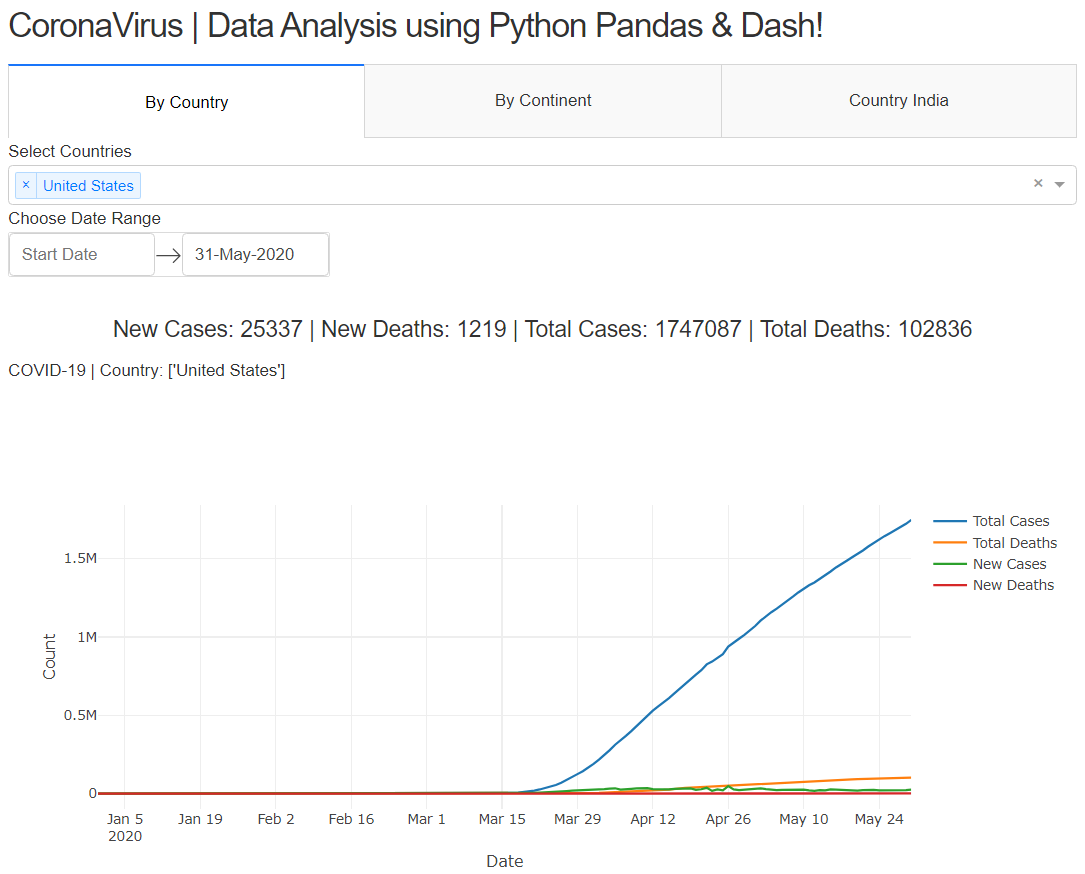 CoronaVirus | Data Analysis using Python Pandas & Dash!
By Country
By Continent
Country India
Select Countries
× United States
×
Choose Date Range
Start Date
31-May-2020
New Cases: 25337 | New Deaths: 1219 | Total Cases: 1747087 | Total Deaths: 102836
COVID-19 | Country: ['United States']
Total Cases
Total Deaths
New Cases
New Deaths
1.5M
1M
0.5M
0
Count
Jan 5
2020
Jan 19
Feb 2
Feb 16
Mar 1
Mar 15
Mar 29
Apr 12
Apr 26
May 10
May 24
Date